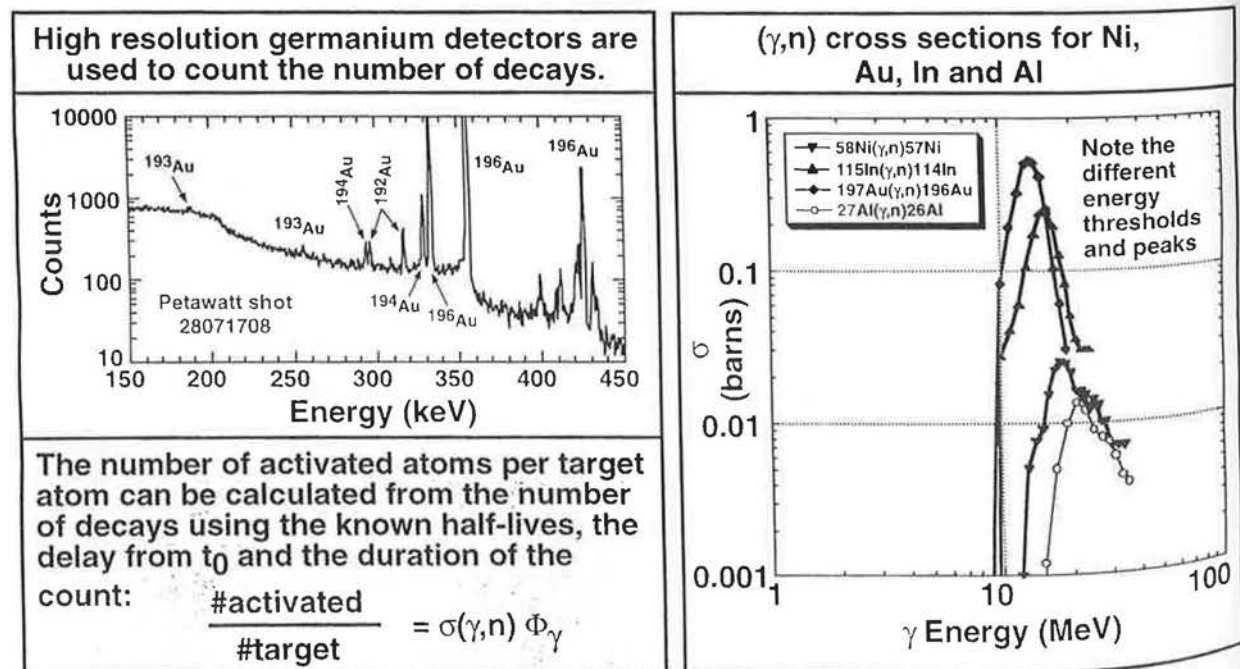 High resolution germanium detectors are
used to count the number of decays.
10000
1000
100
10
Counts
193Au
193Au
194Au
192Au
196Au
196Au
194Au
196Au
Petawatt shot
28071708
150
200
250
300
350
400
450
Energy (keV)
The number of activated atoms per target
atom can be calculated from the number
of decays using the known half-lives, the
delay from t0 and the duration of the
count:
#activated
#target
= σ(γ,n) Φγ
(γ,n) cross sections for Ni,
Au, In and Al
1
0.1
0.01
0.001
σ
(barns)
58Ni(γ,n)57Ni
115In(γ,n)114In
197Au(γ,n)196Au
27Al(γ,n)26Al
Note the
different
energy
thresholds
and peaks
1
10
100
γ Energy (MeV)